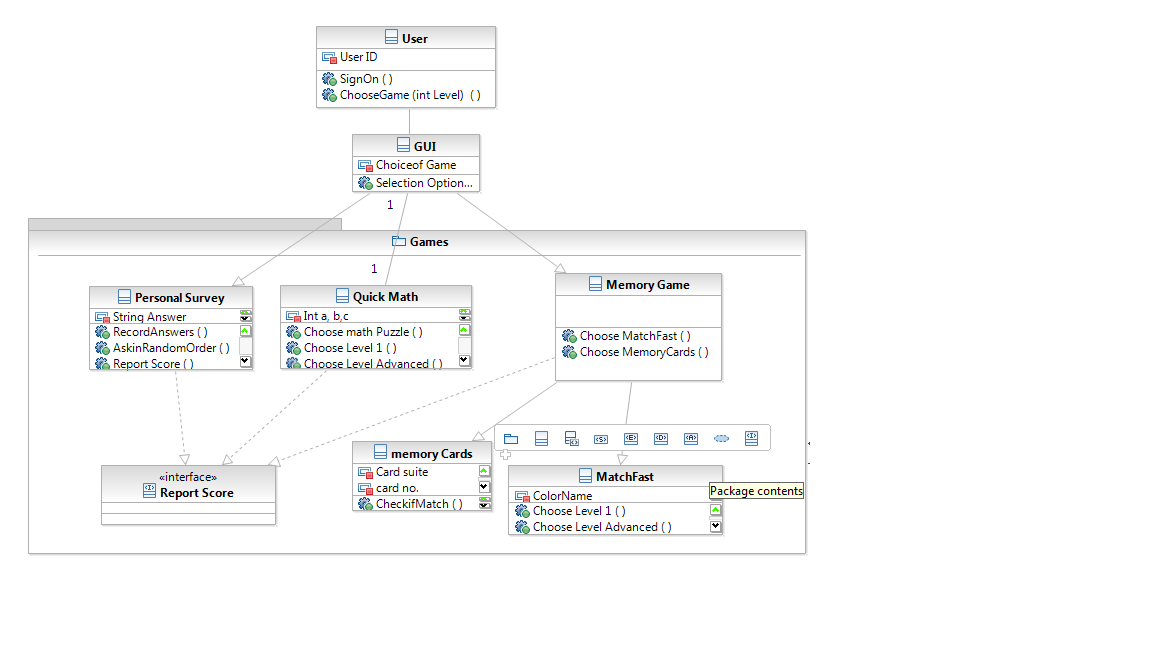 User
User ID
SignOn ( )
ChooseGame (int Level)  ( )
GUI
Choiceof Game
Selection Option...
1
Games
1
Personal Survey
String Answer
RecordAnswers ( )
AskinRandomOrder ( )
Report Score ( )
Quick Math
Int a, b,c
Choose math Puzzle ( )
Choose Level 1 ( )
Choose Level Advanced ( )
Memory Game
Choose MatchFast ( )
Choose MemoryCards ( )
«interface»
Report Score
memory Cards
Card suite
card no.
CheckifMatch ( )
MatchFast
ColorName
Choose Level 1 ( )
Choose Level Advanced ( )
Package contents